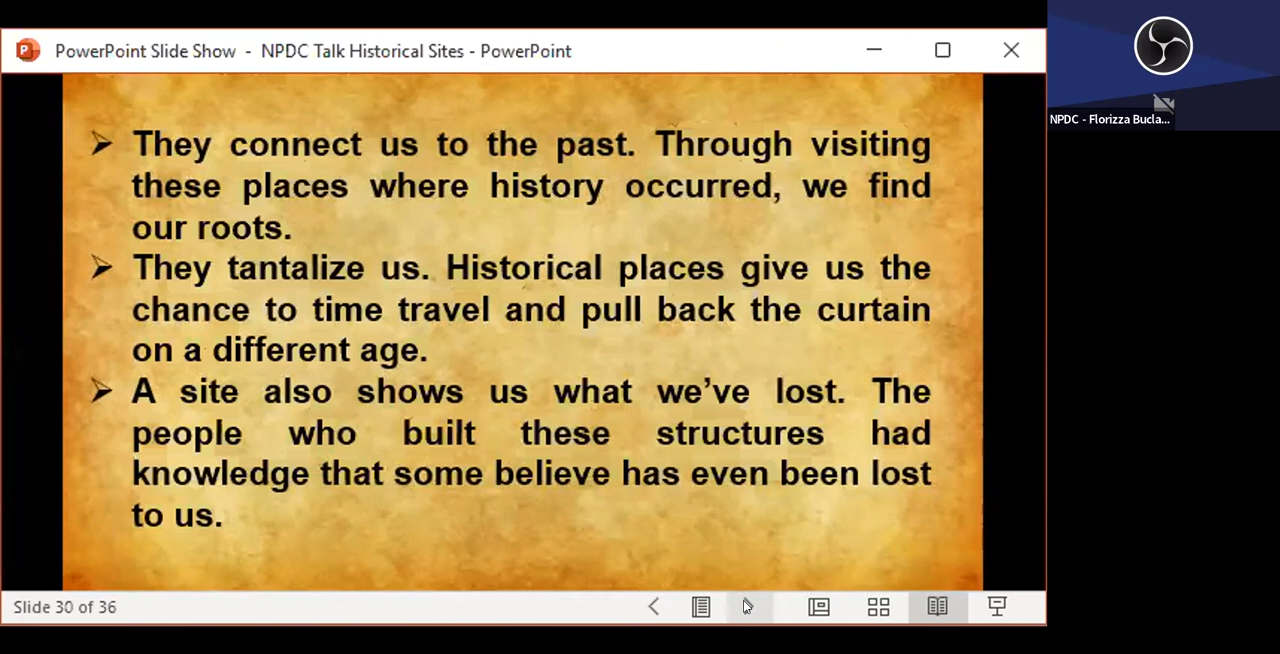 PowerPoint Slide Show - NPDC Talk Historical Sites - PowerPoint
NPDC - Florizza Bucla...
They connect us to the past. Through visiting
these places where history occurred, we find
our roots.
They tantalize us. Historical places give us the
chance to time travel and pull back the curtain
on a different age.
A site also shows us what we’ve lost. The
people who built these structures had
knowledge that some believe has even been lost
to us.
Slide 30 of 36